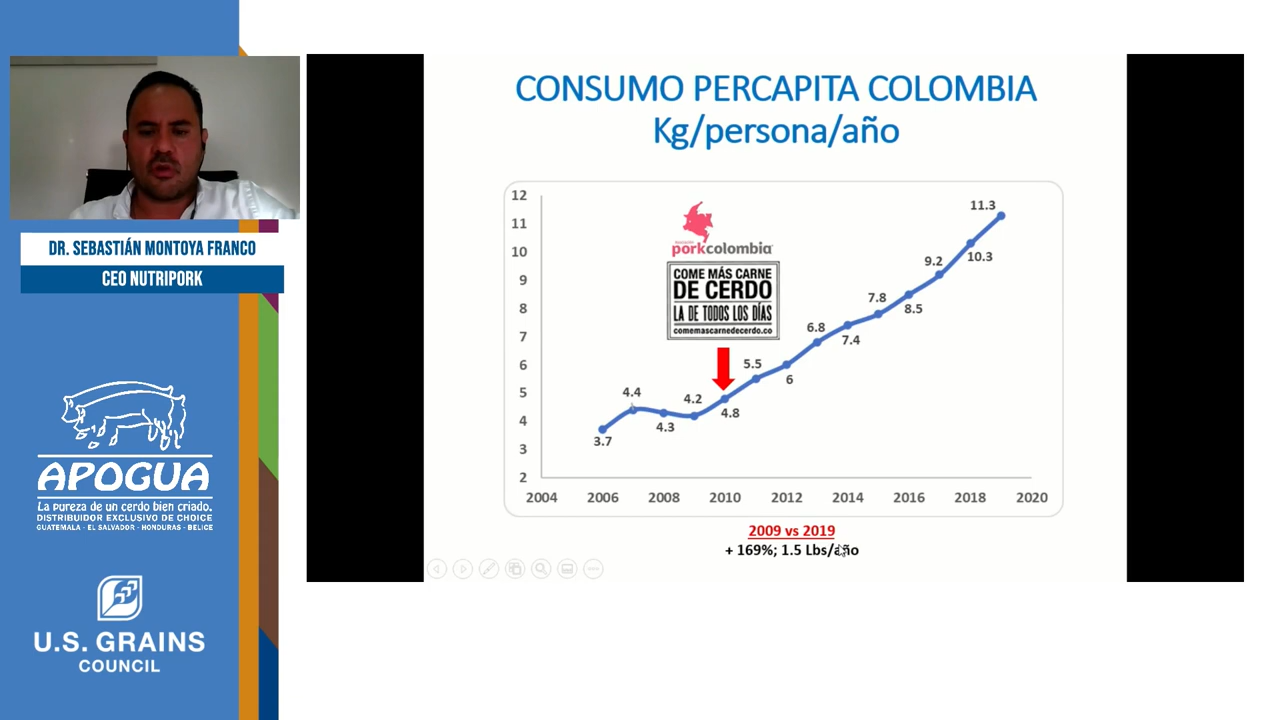 DR. SEBASTIÁN MONTOYA FRANCO
CEO NUTRIPORK
APOGUA
La pureza de un cerdo bien criado.
DISTRIBUIDOR EXCLUSIVO DE CHOICE
GUATEMALA - EL SALVADOR - HONDURAS - BELICE
U.S. GRAINS
COUNCIL
CONSUMO PERCAPITA COLOMBIA
Kg/persona/año
12
11
10
9
8
7
6
5
4
3
2
2004 2006 2008 2010 2012 2014 2016 2018 2020
3.7
4.4
4.3
4.2
4.8
5.5
6
6.8
7.4
7.8
8.5
9.2
10.3
11.3
porkcolombia
COME MÁS CARNE
DE CERDO
LA DE TODOS LOS DÍAS
comemascarnedecerdo.co
2009 vs 2019
+ 169%; 1.5 Lbs/año